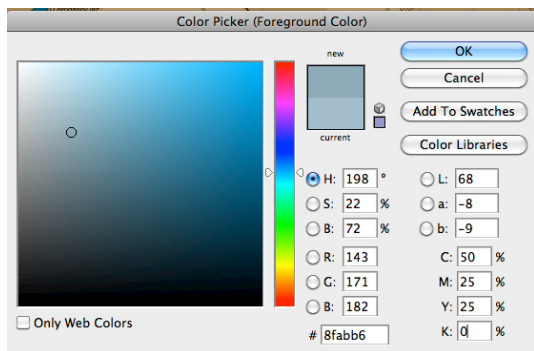 Color Picker (Foreground Color)
new
current
OK
Cancel
Add To Swatches
Color Libraries
H: 198 °
S: 22 %
B: 72 %
R: 143
G: 171
B: 182
# 8fabb6
L: 68
a: -8
b: -9
C: 50 %
M: 25 %
Y: 25 %
K: 0 %
Only Web Colors